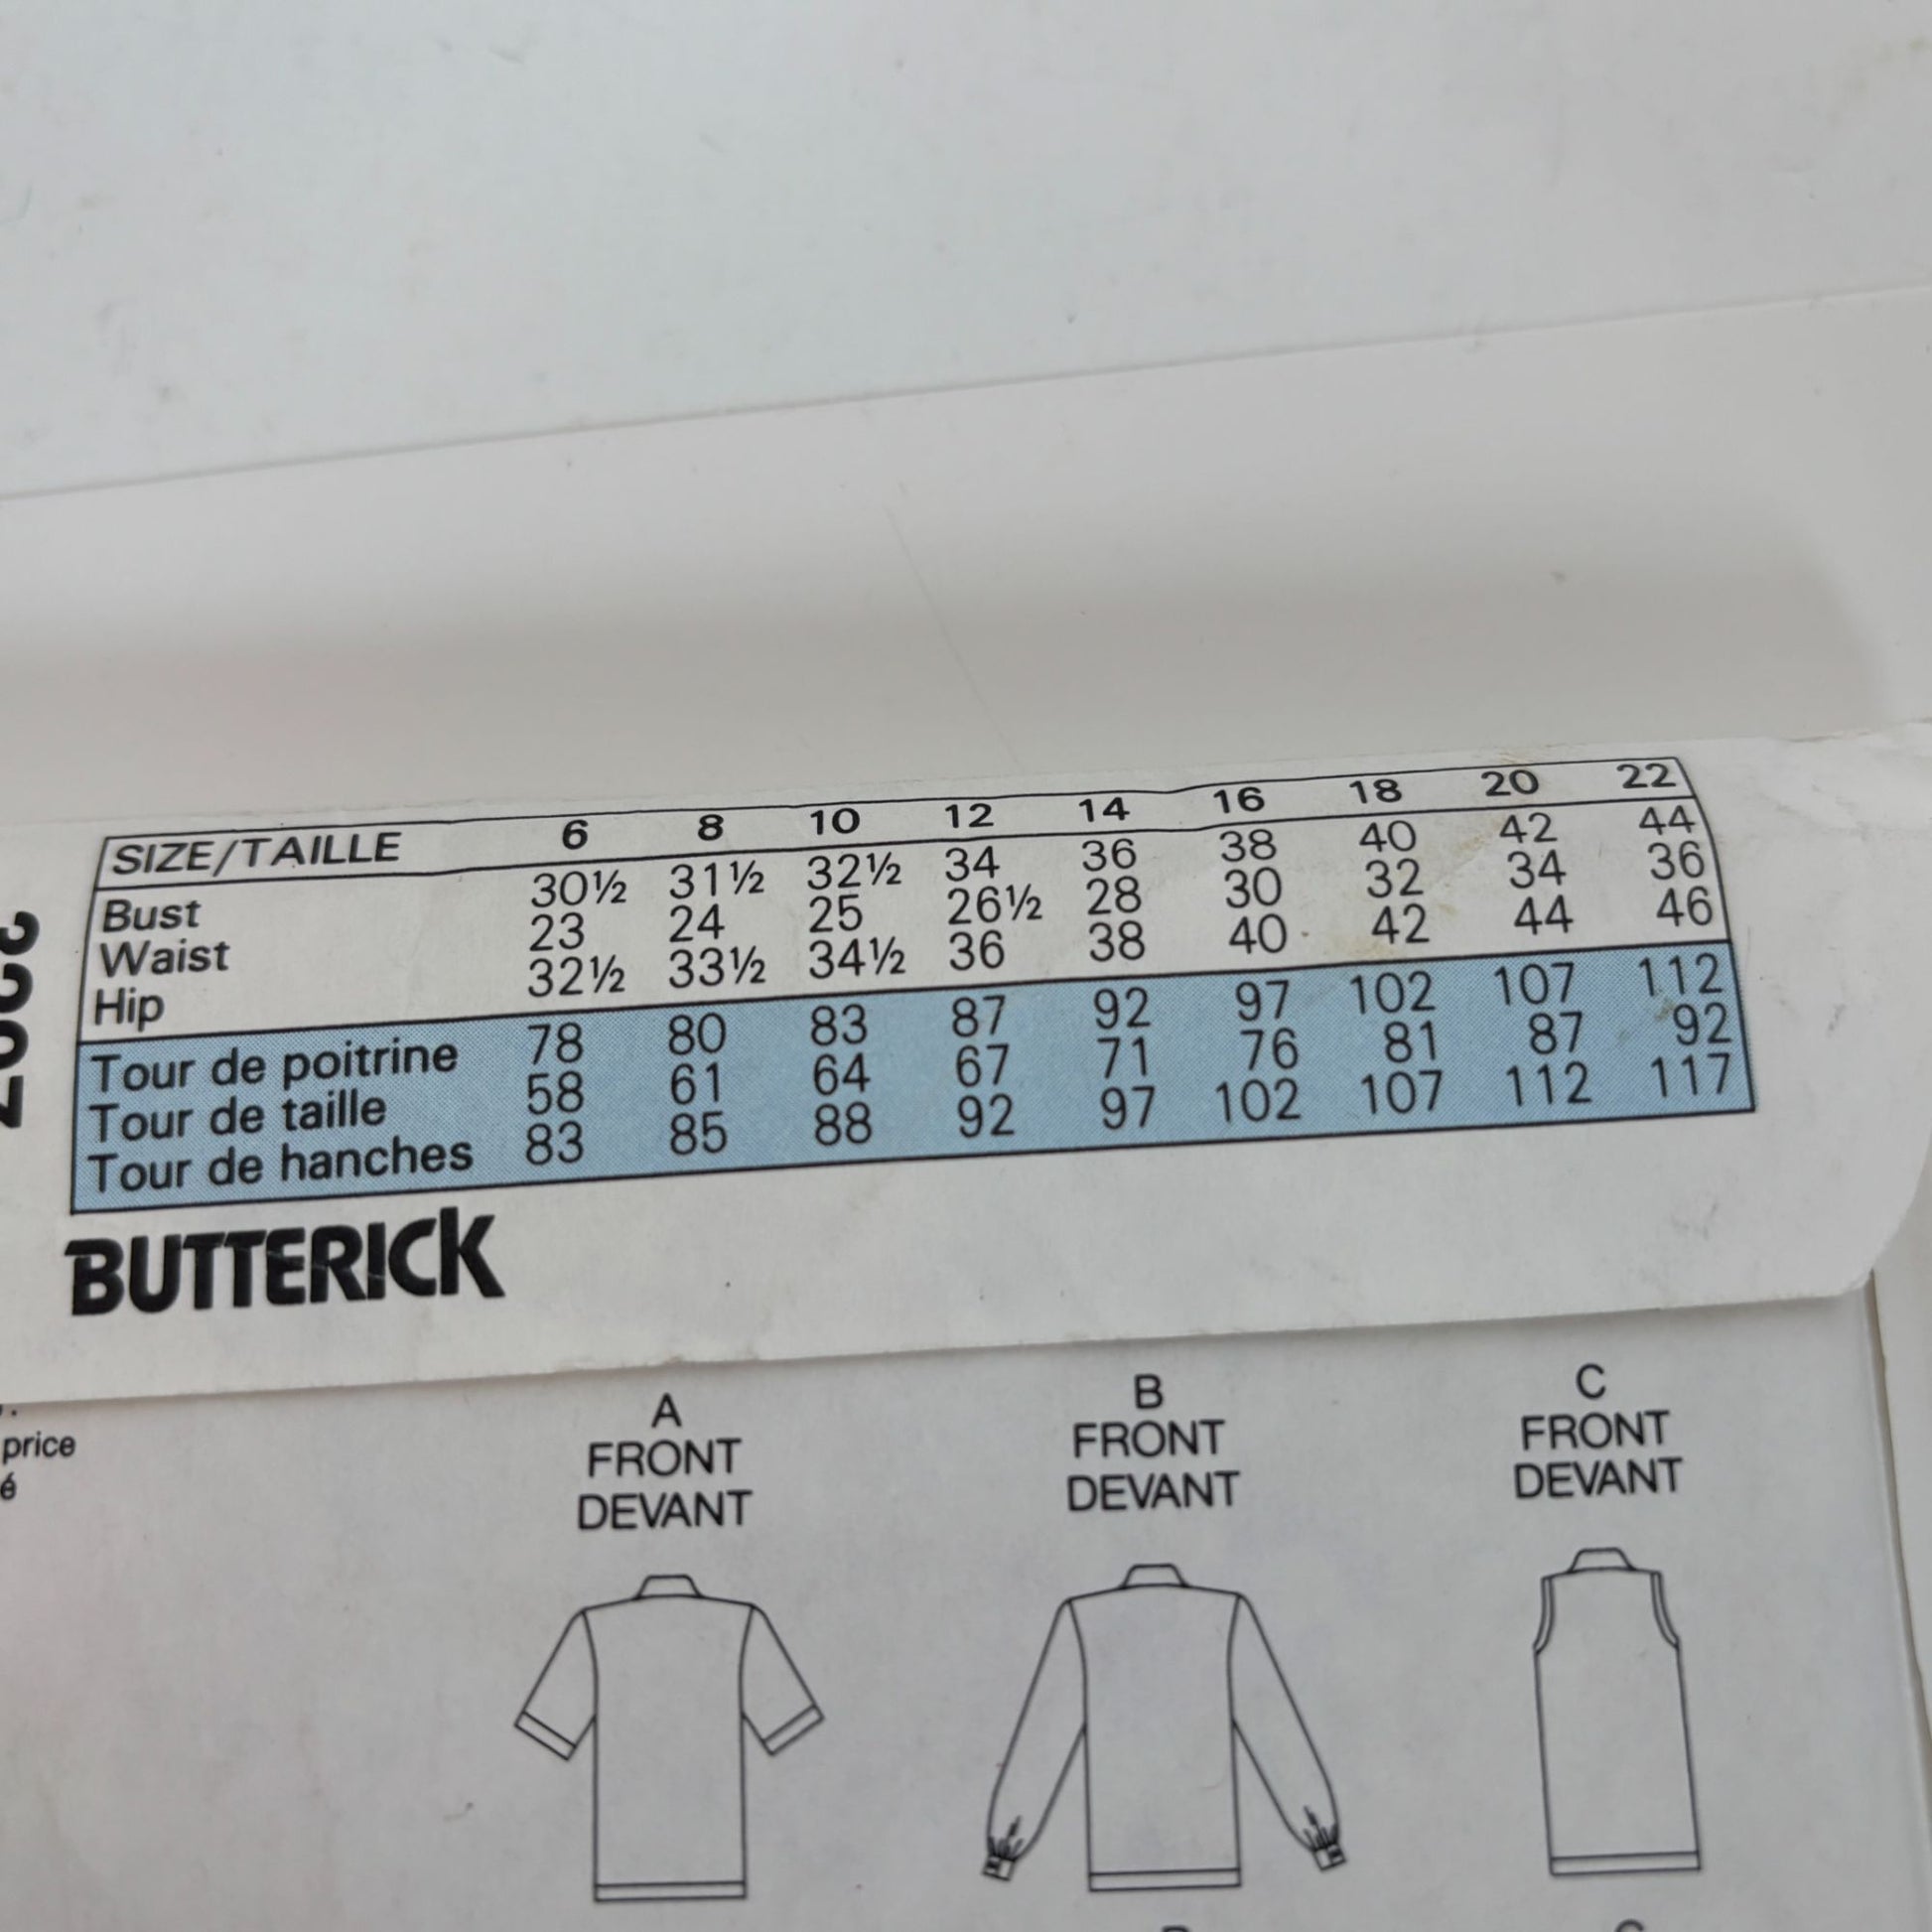 SIZE/TAILLE 6 8 10 12 14 16 18 20 22
Bust 30½ 31½ 32½ 34 36 38 40 42 44
Waist 23 24 25 26½ 28 30 32 34 36
Hip 32½ 33½ 34½ 36 38 40 42 44 46
Tour de poitrine 78 80 83 87 92 97 102 107 112
Tour de taille 58 61 64 67 71 76 81 87 92
Tour de hanches 83 85 88 92 97 102 107 112 117
BUTTERICK
price
é
A
FRONT
DEVANT
B
FRONT
DEVANT
C
FRONT
DEVANT